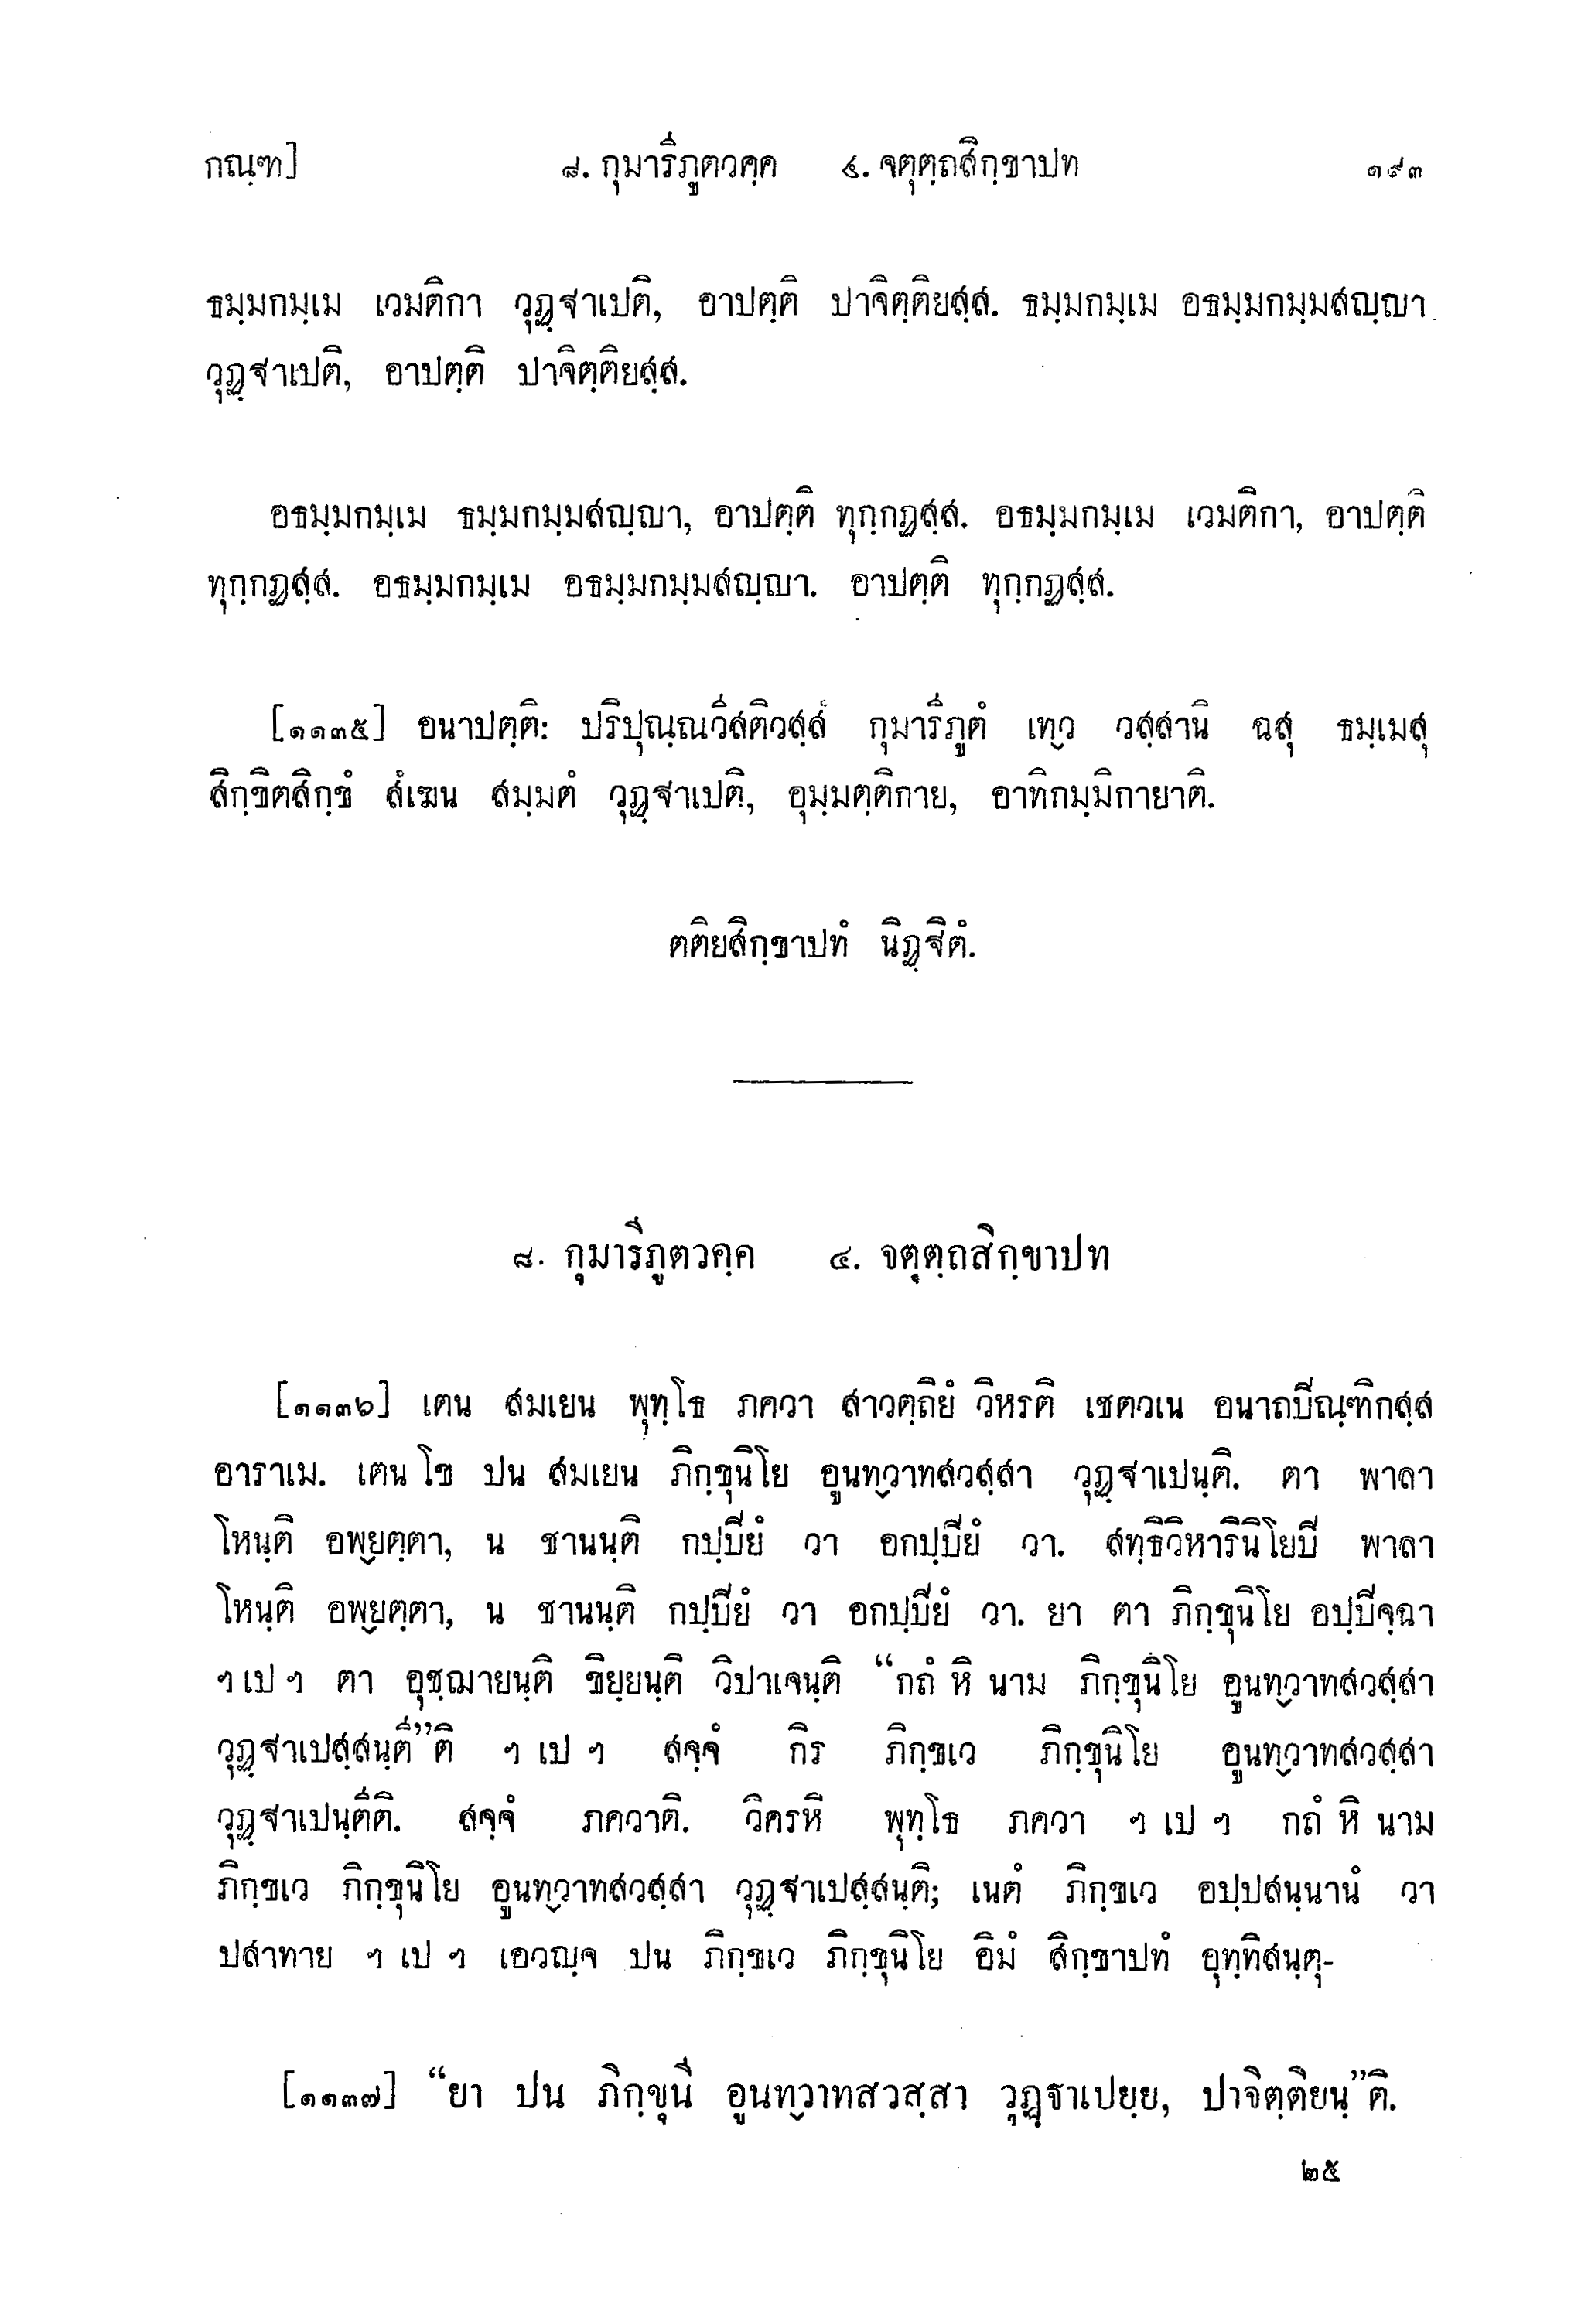 กณฺฑ] ๘. กุมารีภูตวคฺค ๔. จตุตฺถสิกฺขาปท ๑๙๓
ธมฺมกมฺเม เวมติกา วุฏฺฐาเปติ, อาปตฺติ ปาจิตฺติยสฺส. ธมฺมกมฺเม อธมฺมกมฺมสญฺญา
วุฏฺฐาเปติ, อาปตฺติ ปาจิตฺติยสฺส.
อธมฺมกมฺเม ธมฺมกมฺมสญฺญา, อาปตฺติ ทุกฺกฏสฺส. อธมฺมกมฺเม เวมติกา, อาปตฺติ
ทุกฺกฏสฺส. อธมฺมกมฺเม อธมฺมกมฺมสญฺญา. อาปตฺติ ทุกฺกฏสฺส.
[๑๑๓๕] อนาปตฺติ: ปริปุณฺณวีสติวสฺสํ กุมารีภูตํ เทฺว วสฺสานิ ฉสุ ธมฺเมสุ
สิกฺขิตสิกฺขํ สํเฆน สมฺมตํ วุฏฺฐาเปติ, อุมฺมตฺติกาย, อาทิกมฺมิกายาติ.
ตติยสิกฺขาปทํ นิฏฺฐิตํ.
๘. กุมารีภูตวคฺค ๔. จตุตฺถสิกฺขาปท
[๑๑๓๖] เตน สมเยน พุทฺโธ ภควา สาวตฺถิยํ วิหรติ เชตวเน อนาถปิณฺฑิกสฺส
อาราเม. เตน โข ปน สมเยน ภิกฺขุนิโย อูนทฺวาทสวสฺสา วุฏฺฐาเปนฺติ. ตา พาลา
โหนฺติ อพฺยตฺตา, น ชานนฺติ กปฺปิยํ วา อกปฺปิยํ วา. สทฺธิวิหารินิโยปิ พาลา
โหนฺติ อพฺยตฺตา, น ชานนฺติ กปฺปิยํ วา อกปฺปิยํ วา. ยา ตา ภิกฺขุนิโย อปฺปิจฺฉา
ฯ เป ฯ ตา อุชฺฌายนฺติ ขิยฺยนฺติ วิปาเจนฺติ “กถํ หิ นาม ภิกฺขุนิโย อูนทฺวาทสวสฺสา
วุฏฺฐาเปสฺสนฺตี”ติ ฯ เป ฯ สจฺจํ กิร ภิกฺขเว ภิกฺขุนิโย อูนทฺวาทสวสฺสา
วุฏฺฐาเปนฺตีติ. สจฺจํ ภควาติ. วิครหิ พุทฺโธ ภควา ฯ เป ฯ กถํ หิ นาม
ภิกฺขเว ภิกฺขุนิโย อูนทฺวาทสวสฺสา วุฏฺฐาเปสฺสนฺติ; เนตํ ภิกฺขเว อปฺปสนฺนานํ วา
ปสาทาย ฯ เป ฯ เอวญฺจ ปน ภิกฺขเว ภิกฺขุนิโย อิมํ สิกฺขาปทํ อุทฺทิสนฺตุ-
[๑๑๓๗] “ยา ปน ภิกฺขุนี อูนทฺวาทสวสฺสา วุฏฺฐาเปยฺย, ปาจิตฺติยนฺ”ติ.
๒๕